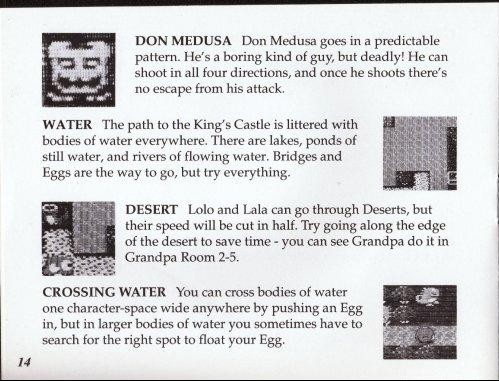 DON MEDUSA Don Medusa goes in a predictable
pattern. He's a boring kind of guy, but deadly! He can
shoot in all four directions, and once he shoots there's
no escape from his attack.
WATER The path to the King's Castle is littered with
bodies of water everywhere. There are lakes, ponds of
still water, and rivers of flowing water. Bridges and
Eggs are the way to go, but try everything.
DESERT Lolo and Lala can go through Deserts, but
their speed will be cut in half. Try going along the edge
of the desert to save time - you can see Grandpa do it in
Grandpa Room 2-5.
CROSSING WATER You can cross bodies of water
one character-space wide anywhere by pushing an Egg
in, but in larger bodies of water you sometimes have to
search for the right spot to float your Egg.
14